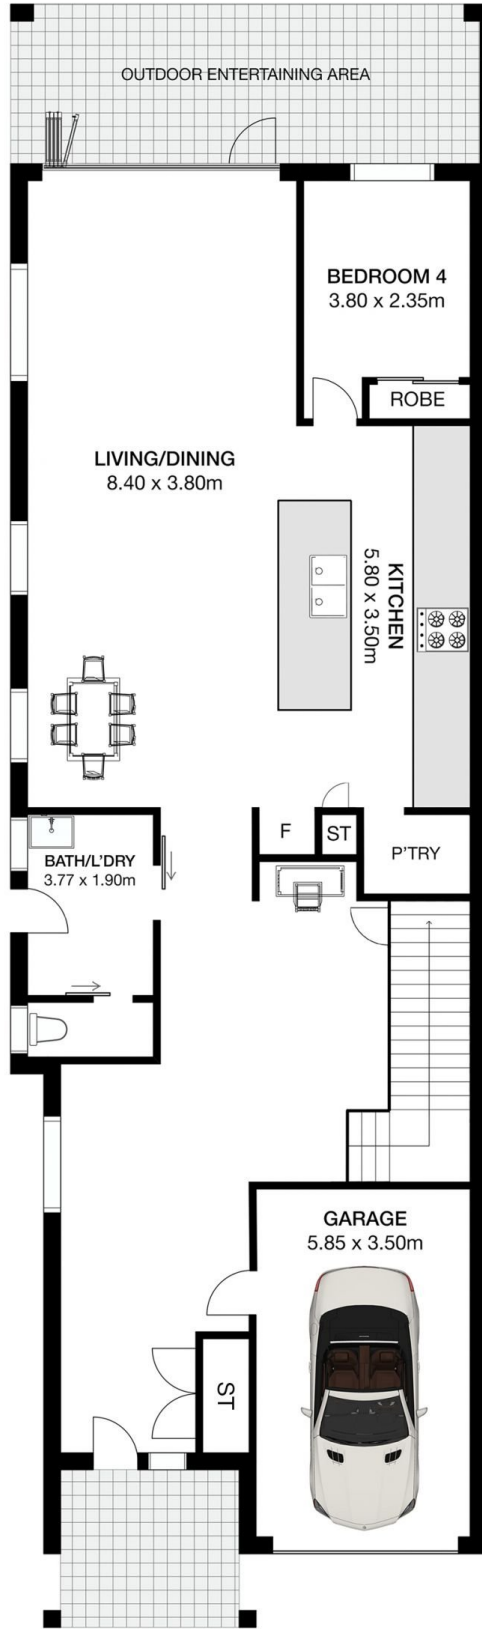 OUTDOOR ENTERTAINING AREA
BEDROOM 4
3.80 x 2.35m
ROBE
LIVING/DINING
8.40 x 3.80m
KITCHEN
5.80 x 3.50m
F
ST
P'TRY
BATH/L'DRY
3.77 x 1.90m
GARAGE
5.85 x 3.50m
ST